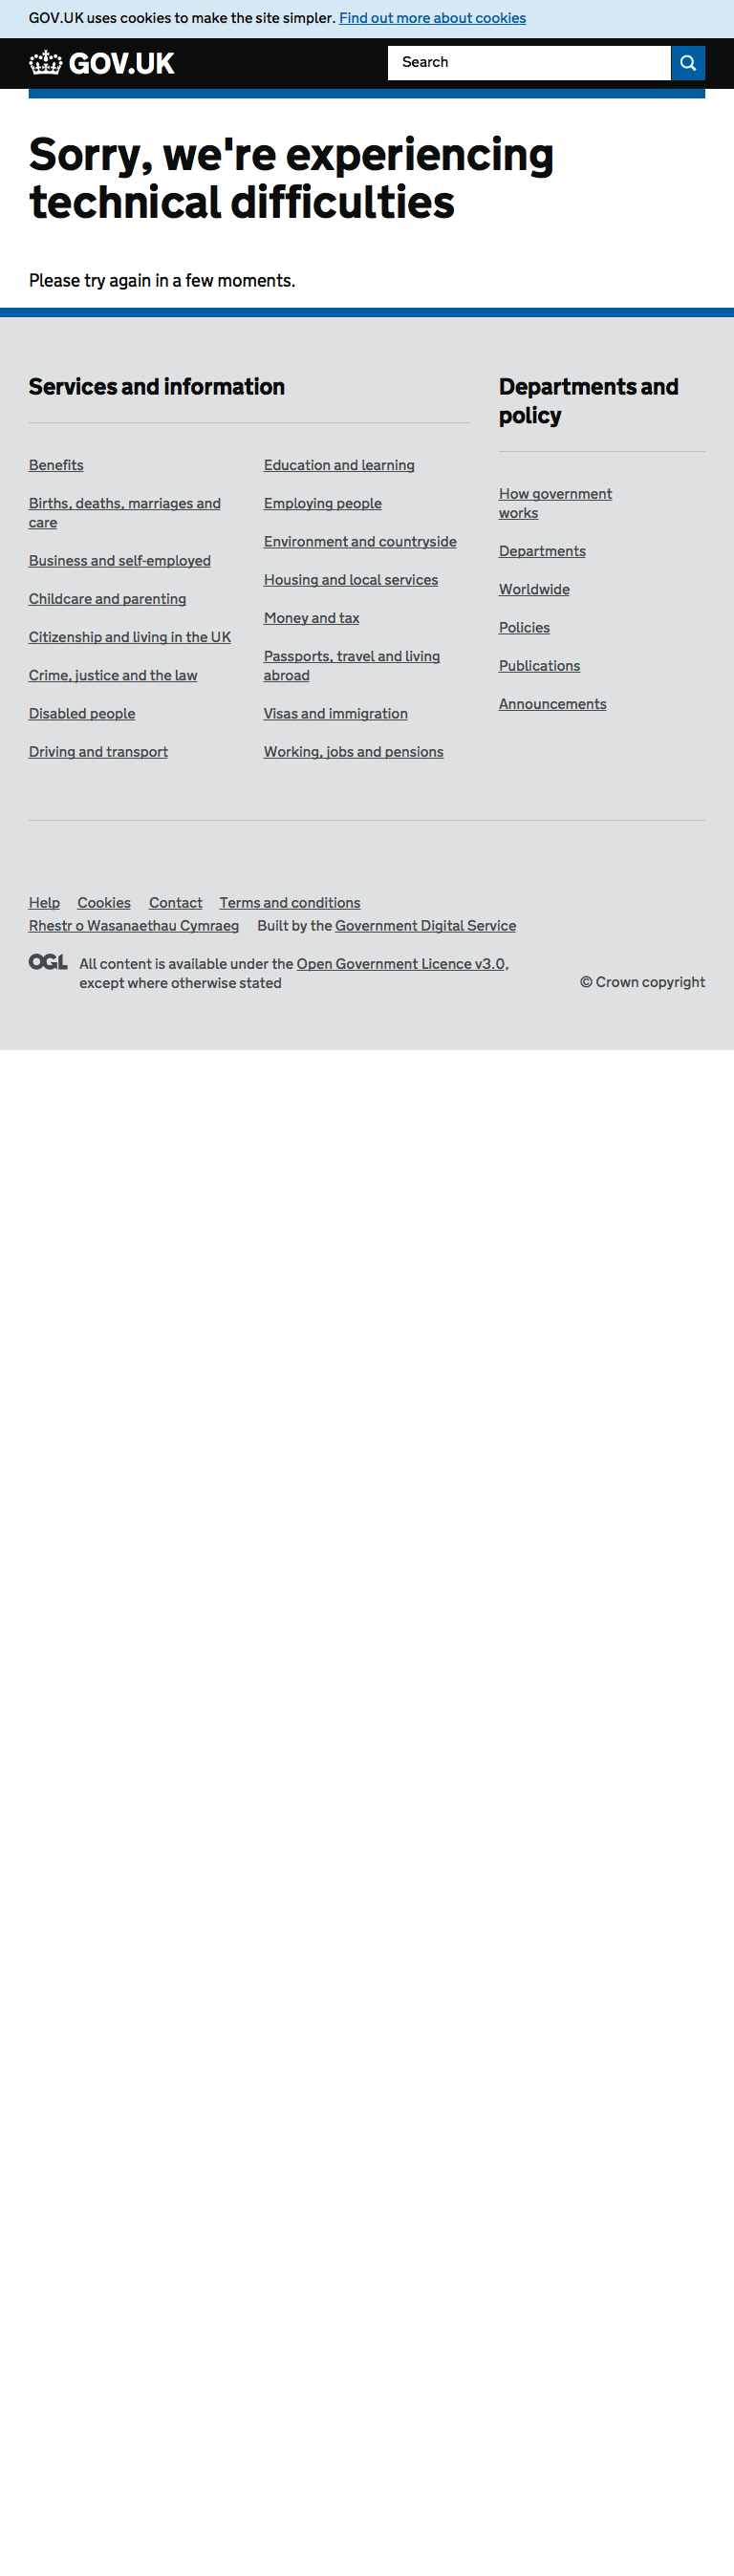 GOV.UK uses cookies to make the site simpler. Find out more about cookies
GOV.UK
Search
Sorry, we're experiencing
technical difficulties
Please try again in a few moments.
Services and information
Benefits
Births, deaths, marriages and
care
Business and self-employed
Childcare and parenting
Citizenship and living in the UK
Crime, justice and the law
Disabled people
Driving and transport
Education and learning
Employing people
Environment and countryside
Housing and local services
Money and tax
Passports, travel and living
abroad
Visas and immigration
Working, jobs and pensions
Departments and
policy
How government
works
Departments
Worldwide
Policies
Publications
Announcements
Help Cookies Contact Terms and conditions
Rhestr o Wasanaethau Cymraeg Built by the Government Digital Service
OGL
All content is available under the Open Government Licence v3.0,
except where otherwise stated
© Crown copyright